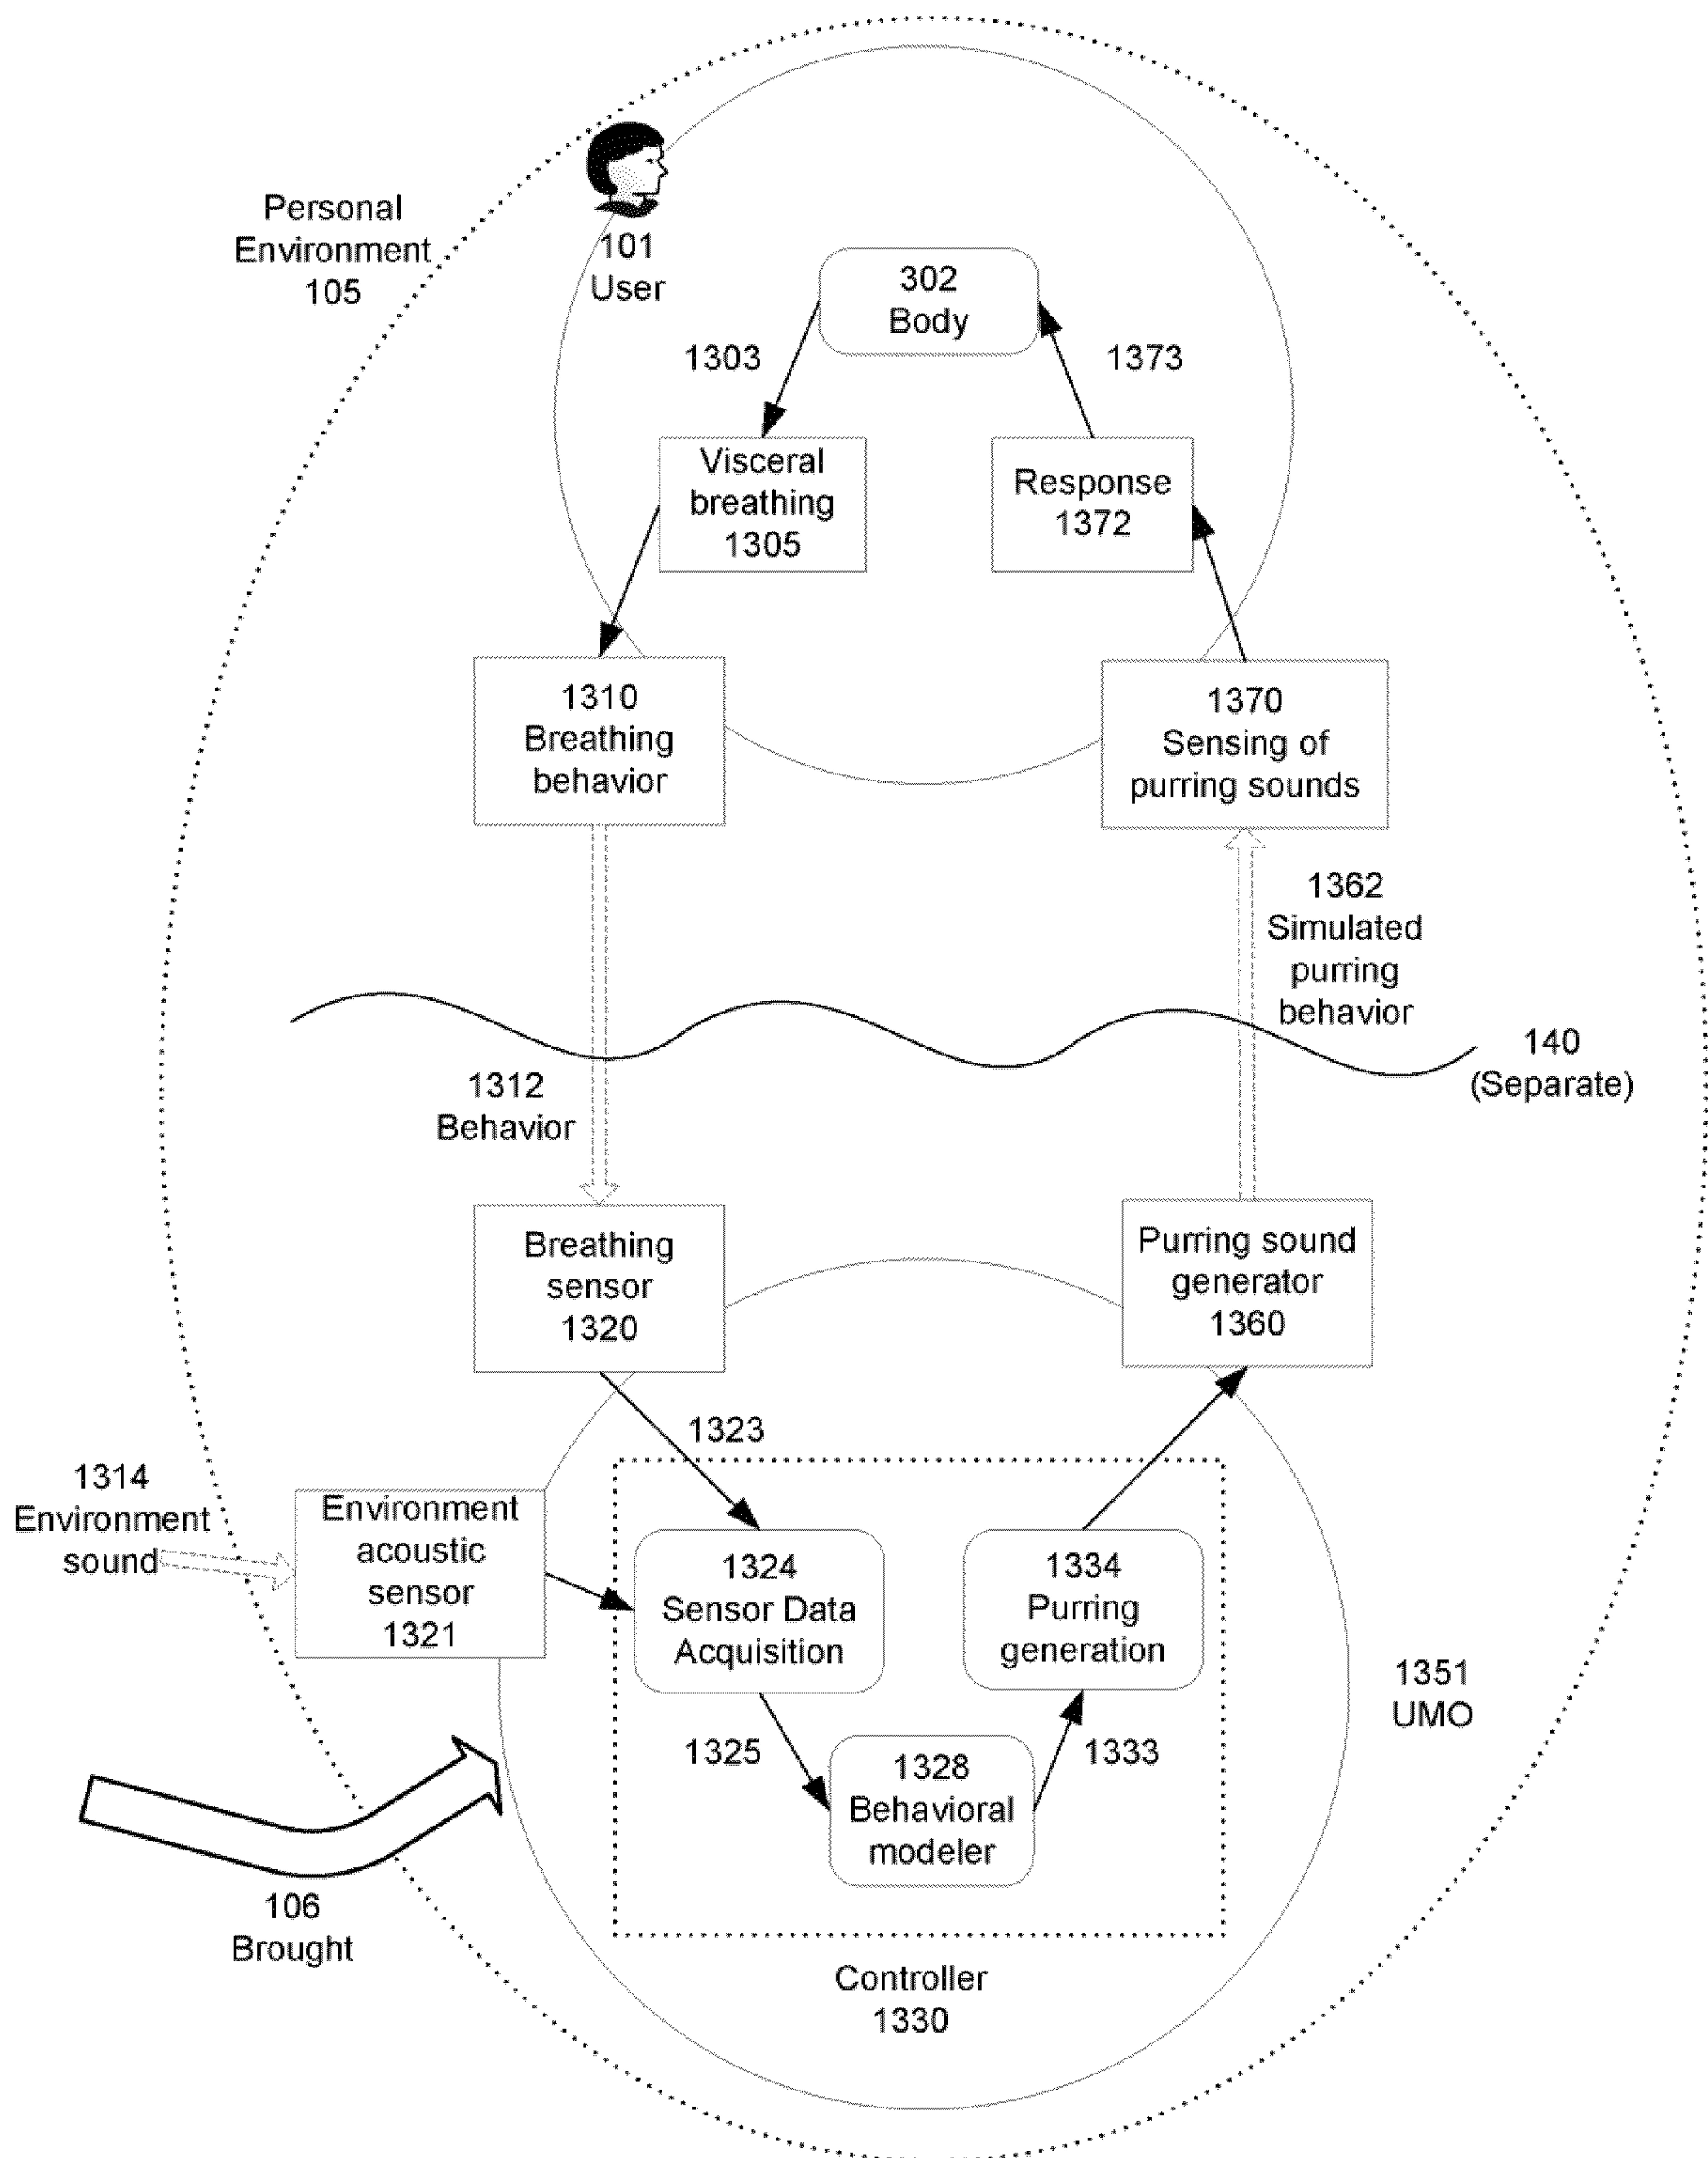 Personal
Environment
105
101
User
302
Body
1303
1373
Visceral
breathing
1305
Response
1372
1310
Breathing
behavior
1370
Sensing of
purring sounds
1362
Simulated
purring
behavior
140
(Separate)
1312
Behavior
Breathing
sensor
1320
Purring sound
generator
1360
1323
1314
Environment
sound
Environment
acoustic
sensor
1321
1324
Sensor Data
Acquisition
1334
Purring
generation
1351
UMO
1325
1328
Behavioral
modeler
1333
106
Brought
Controller
1330